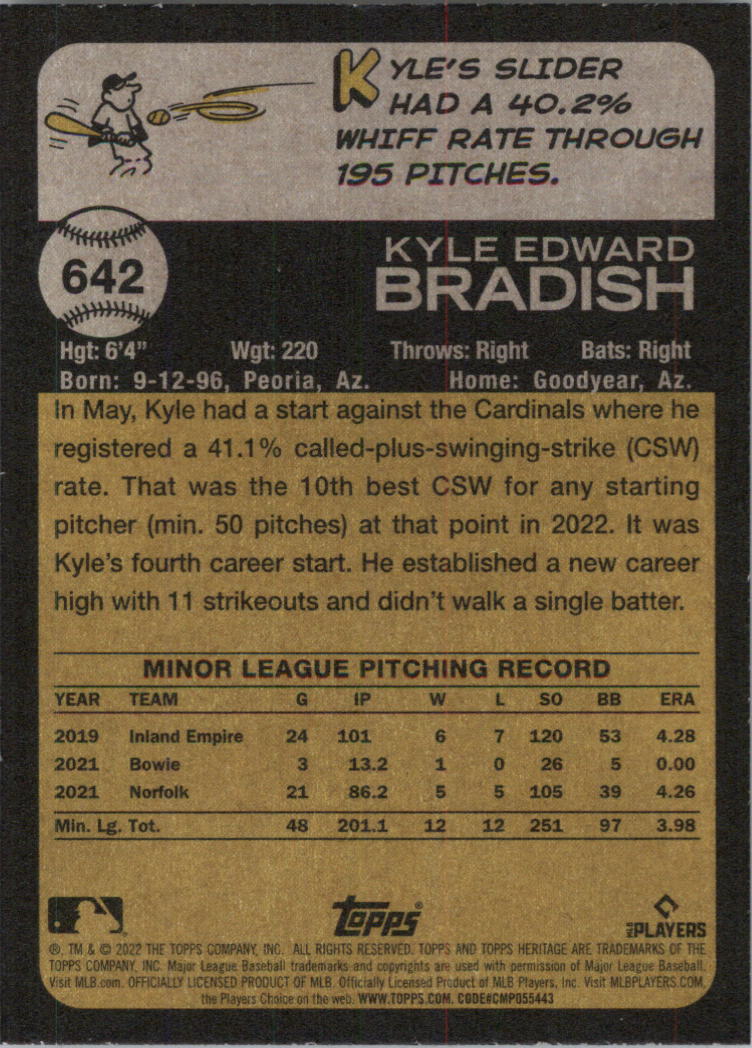 KYLE'S SLIDER
HAD A 40.2%
WHIFF RATE THROUGH
195 PITCHES.
642
KYLE EDWARD
BRADISH
Hgt: 6'4" Wgt: 220 Throws: Right Bats: Right
Born: 9-12-96, Peoria, Az. Home: Goodyear, Az.
In May, Kyle had a start against the Cardinals where he
registered a 41.1% called-plus-swinging-strike (CSW)
rate. That was the 10th best CSW for any starting
pitcher (min. 50 pitches) at that point in 2022. It was
Kyle's fourth career start. He established a new career
high with 11 strikeouts and didn't walk a single batter.
MINOR LEAGUE PITCHING RECORD
YEAR TEAM G IP W L SO BB ERA
2019 Inland Empire 24 101 6 7 120 53 4.28
2021 Bowie 3 13.2 1 0 26 5 0.00
2021 Norfolk 21 86.2 5 5 105 39 4.26
Min. Lg. Tot. 48 201.1 12 12 251 97 3.98
Topps
MLB PLAYERS
®, TM & © 2022 THE TOPPS COMPANY, INC. ALL RIGHTS RESERVED. TOPPS AND TOPPS HERITAGE ARE TRADEMARKS OF THE
TOPPS COMPANY, INC. Major League Baseball trademarks and copyrights are used with permission of Major League Baseball.
Visit MLB.com. OFFICIALLY LICENSED PRODUCT OF MLB. Officially Licensed Product of MLB Players, Inc. Visit MLBPLAYERS.COM,
the Players Choice on the web. WWW.TOPPS.COM. CODE#CMP055443